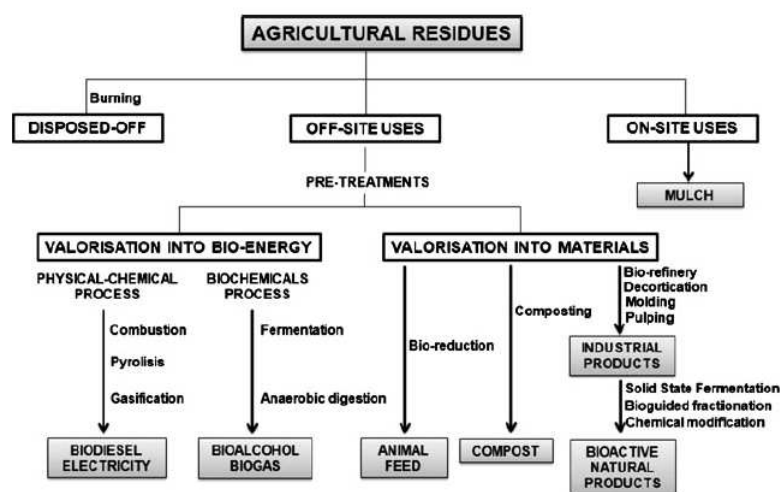 AGRICULTURAL RESIDUES
Burning
DISPOSED-OFF
OFF-SITE USES
ON-SITE USES
PRE-TREATMENTS
MULCH
VALORISATION INTO BIO-ENERGY
VALORISATION INTO MATERIALS
PHYSICAL-CHEMICAL
PROCESS
BIOCHEMICALS
PROCESS
Combustion
Pyrolisis
Gasification
Fermentation
Anaerobic digestion
Bio-reduction
Composting
Bio-refinery
Decortication
Molding
Pulping
INDUSTRIAL
PRODUCTS
Solid State Fermentation
Bioguided fractionation
Chemical modification
BIODIESEL
ELECTRICITY
BIOALCOHOL
BIOGAS
ANIMAL
FEED
COMPOST
BIOACTIVE
NATURAL
PRODUCTS